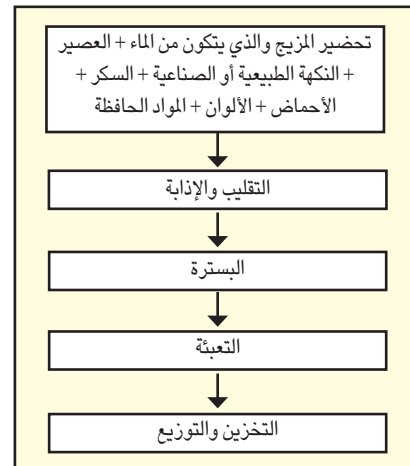 تحضير المزيج والذي يتكون من الماء + العصير
+ النكهة الطبيعية أو الصناعية + السكر +
الأحماض + الألوان + المواد الحافظة
التقليب والإذابة
البسترة
التعبئة
التخزين والتوزيع